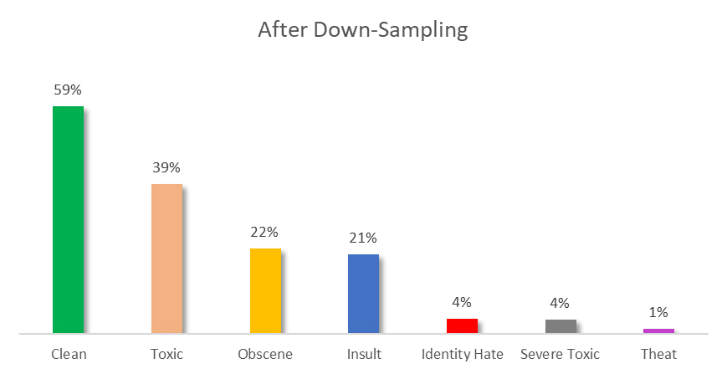 After Down-Sampling
59%
39%
22%
21%
4%
4%
1%
Clean
Toxic
Obscene
Insult
Identity Hate
Severe Toxic
Theat